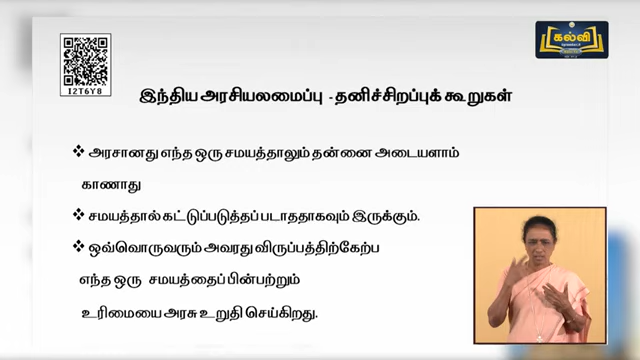 கல்வி
I2T6Y8
இந்திய அரசியலமைப்பு - தனிச்சிறப்புக் கூறுகள்
❖ அரசானது எந்த ஒரு சமயத்தாலும் தன்னை அடையளாம்
காணாது
❖ சமயத்தால் கட்டுப்படுத்தப் படாததாகவும் இருக்கும்.
❖ ஒவ்வொருவரும் அவரது விருப்பத்திற்கேற்ப
எந்த ஒரு சமயத்தைப் பின்பற்றும்
உரிமையை அரசு உறுதி செய்கிறது.